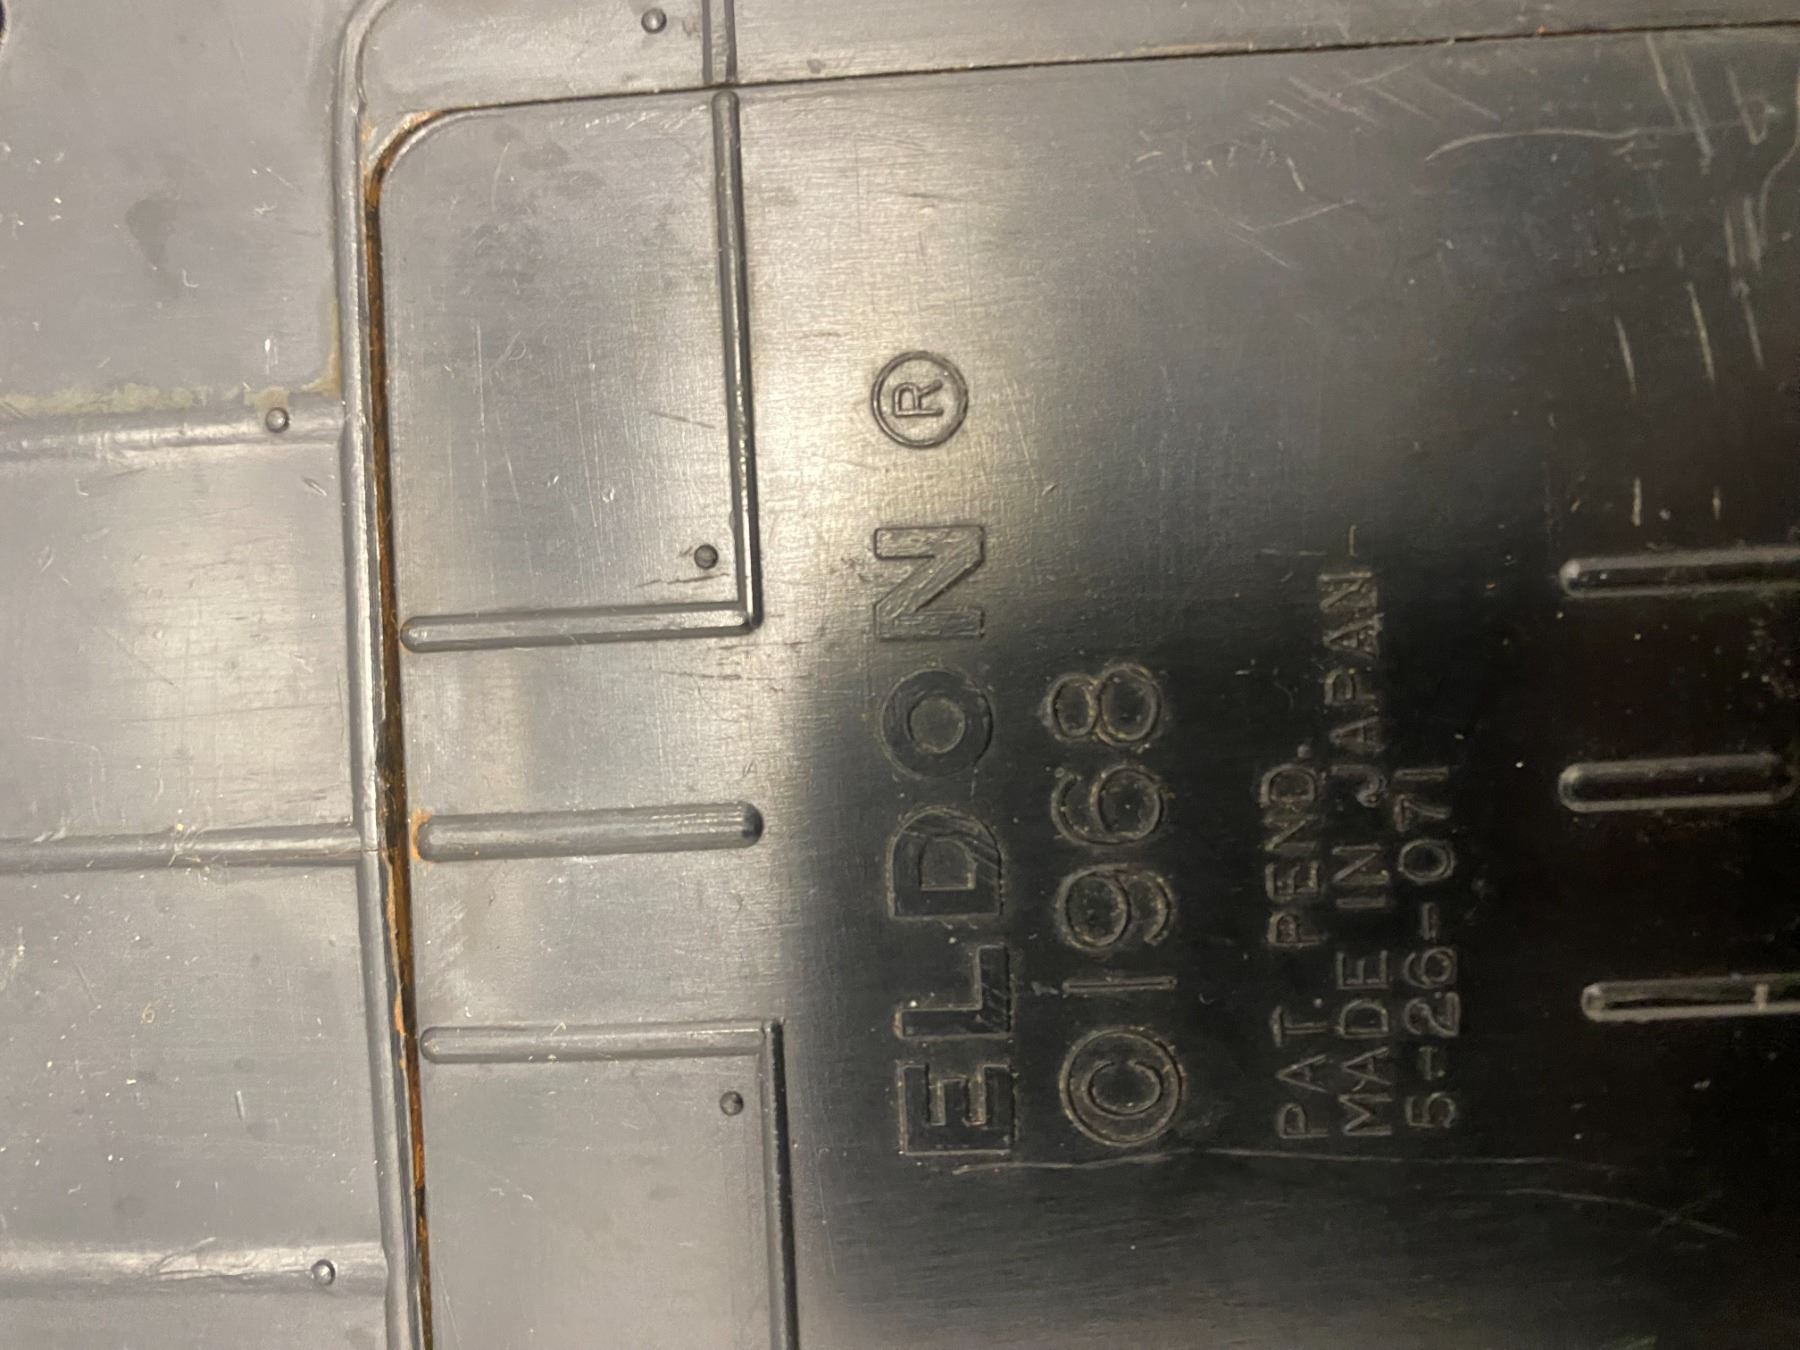 ELDON ®
©1968
PAT. PEND.
MADE IN JAPAN
5-26-071